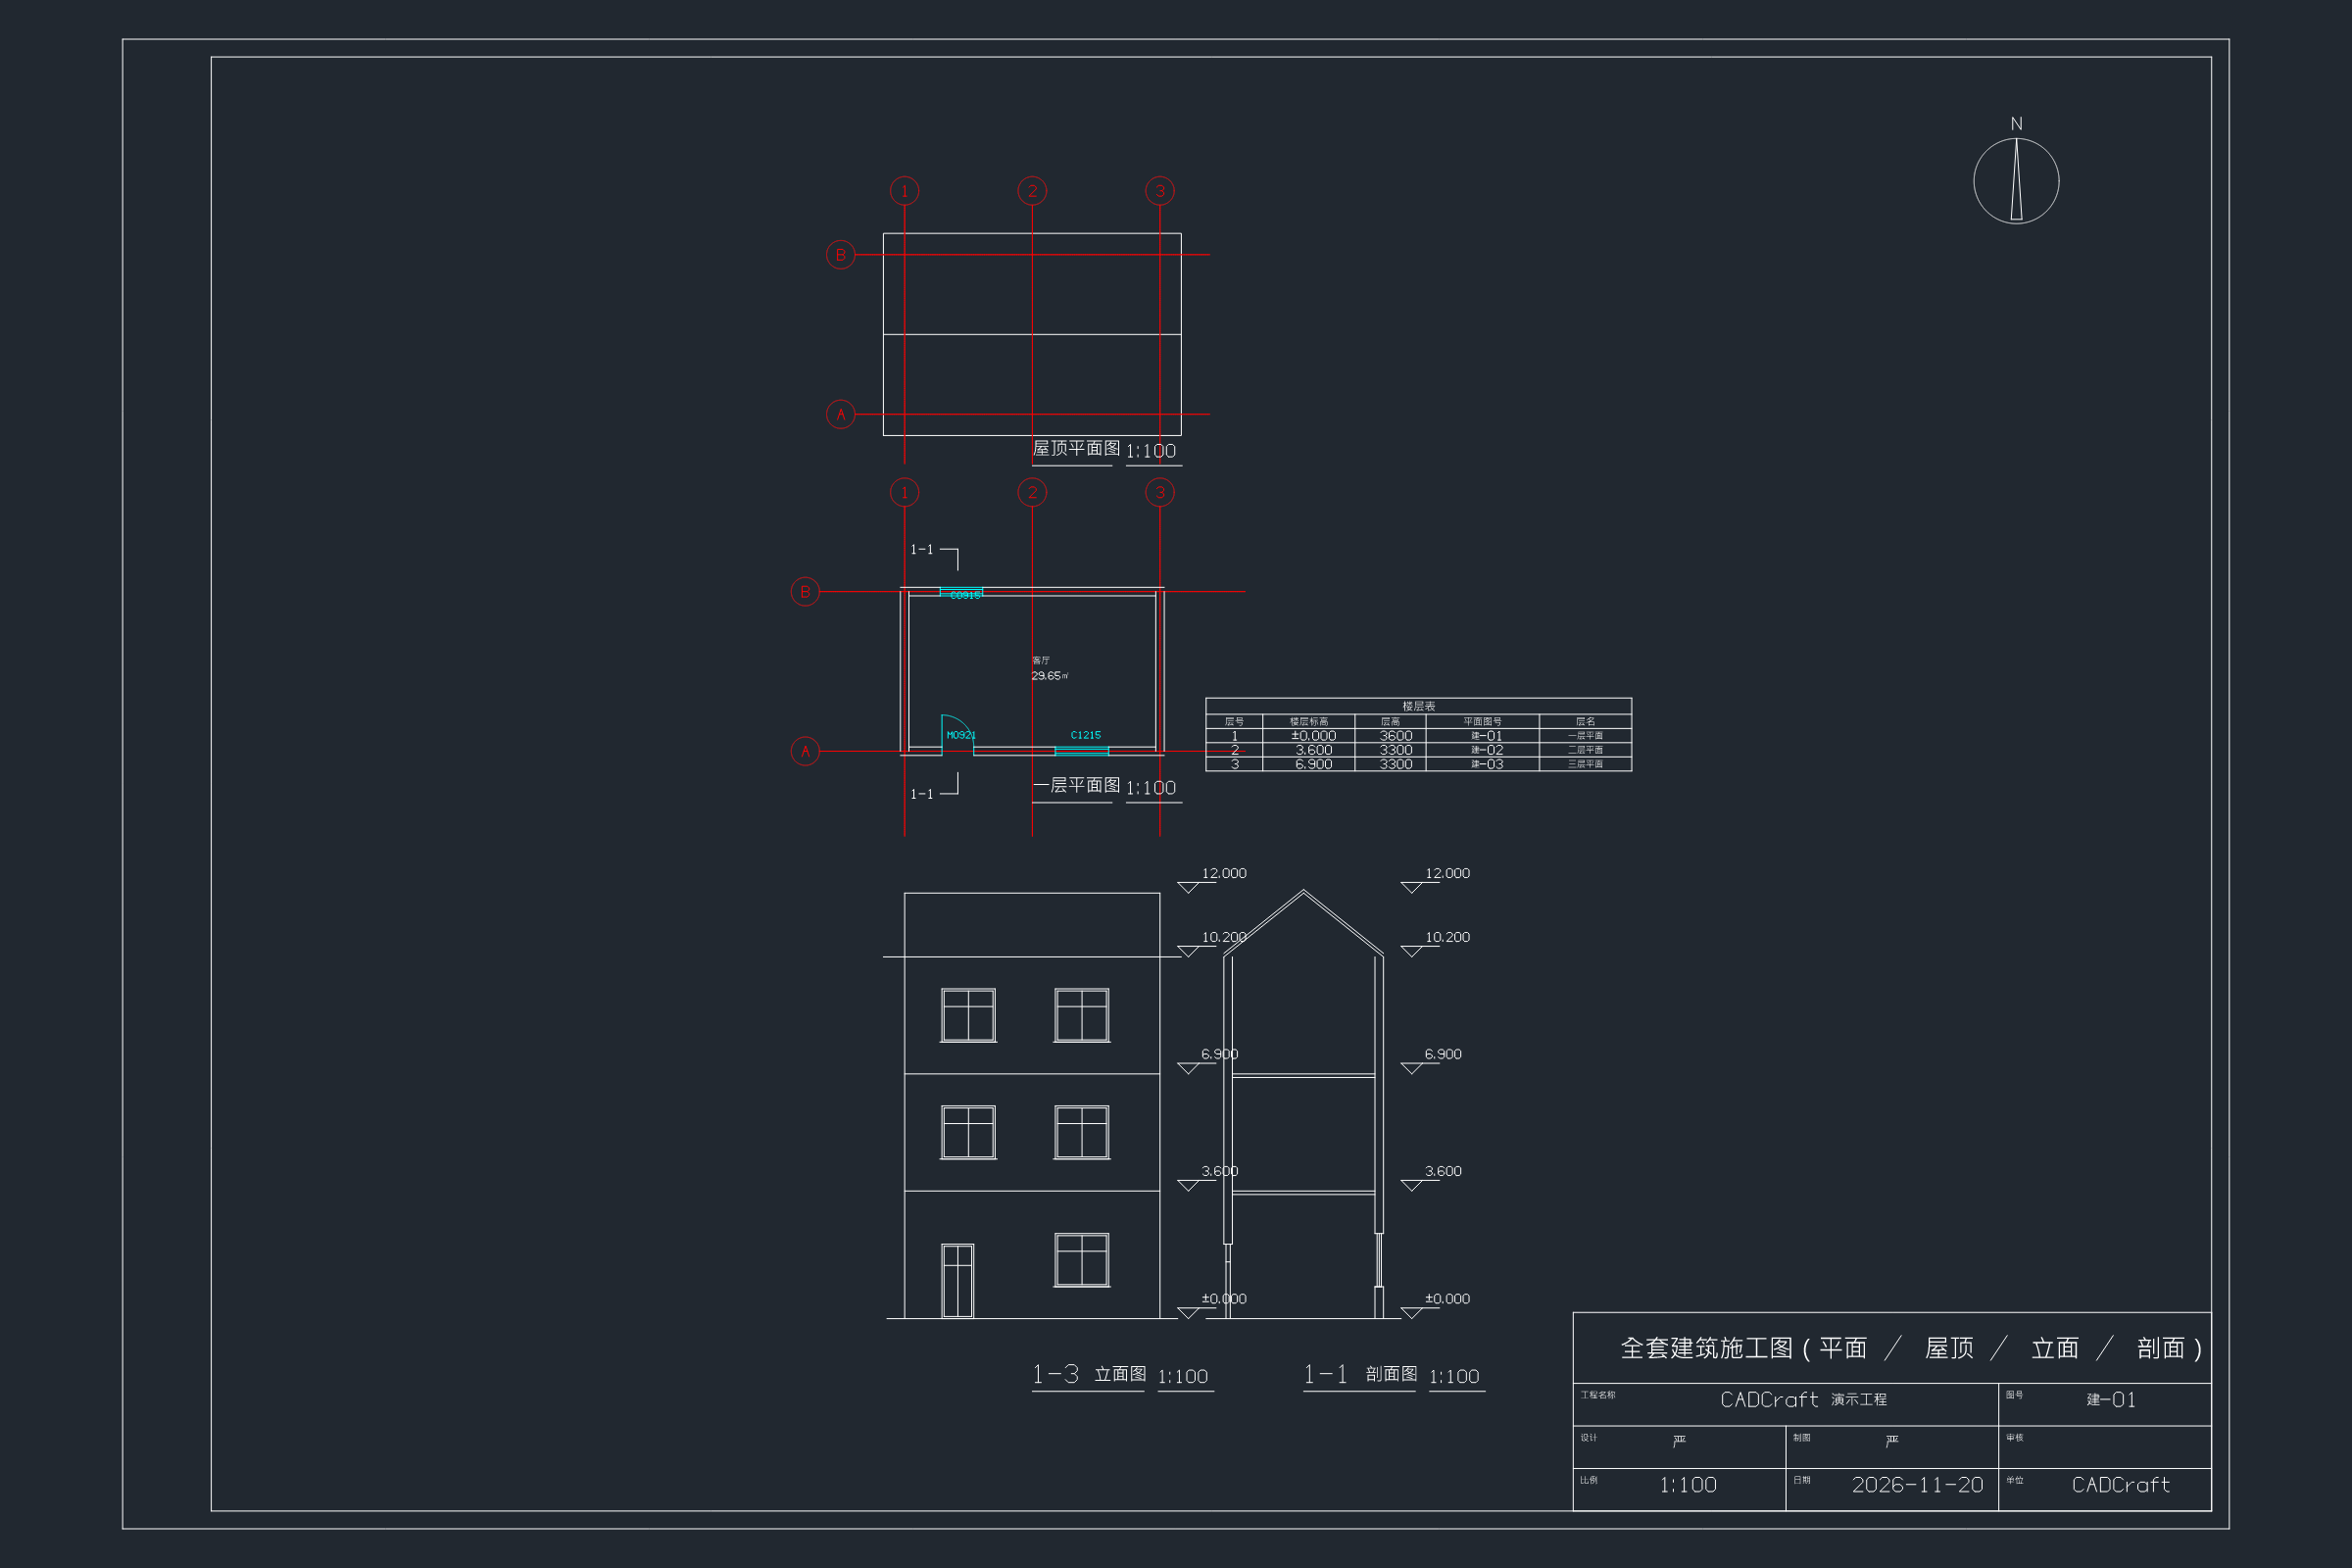 N
1 2 3
B
A
屋顶平面图 1:100
1 2 3
1-1
B
C0915
客厅
29.65㎡
M0921 C1215
A
1-1
一层平面图 1:100
楼层表
层号 楼层标高 层高 平面图号 层名
1 ±0.000 3600 建-01 一层平面
2 3.600 3300 建-02 二层平面
3 6.900 3300 建-03 三层平面
12.000 12.000
10.200 10.200
6.900 6.900
3.600 3.600
±0.000 ±0.000
1-3 立面图 1:100
1-1 剖面图 1:100
全套建筑施工图(平面 / 屋顶 / 立面 / 剖面)
工程名称 CADCraft 演示工程 图号 建-01
设计 严 制图 严 审核
比例 1:100 日期 2026-11-20 单位 CADCraft